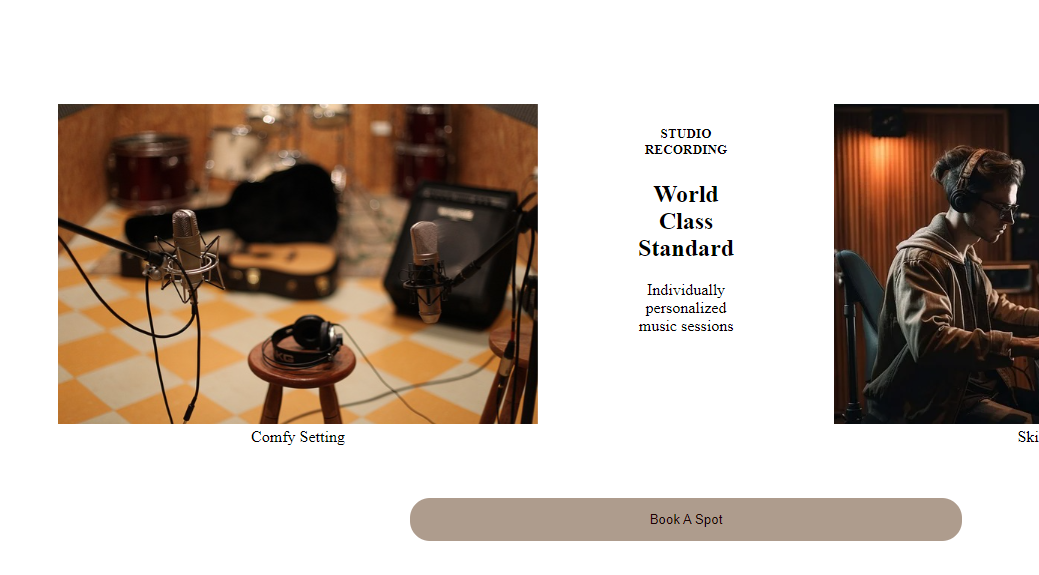 STUDIO
RECORDING
World
Class
Standard
Individually
personalized
music sessions
Comfy Setting
Ski
Book A Spot